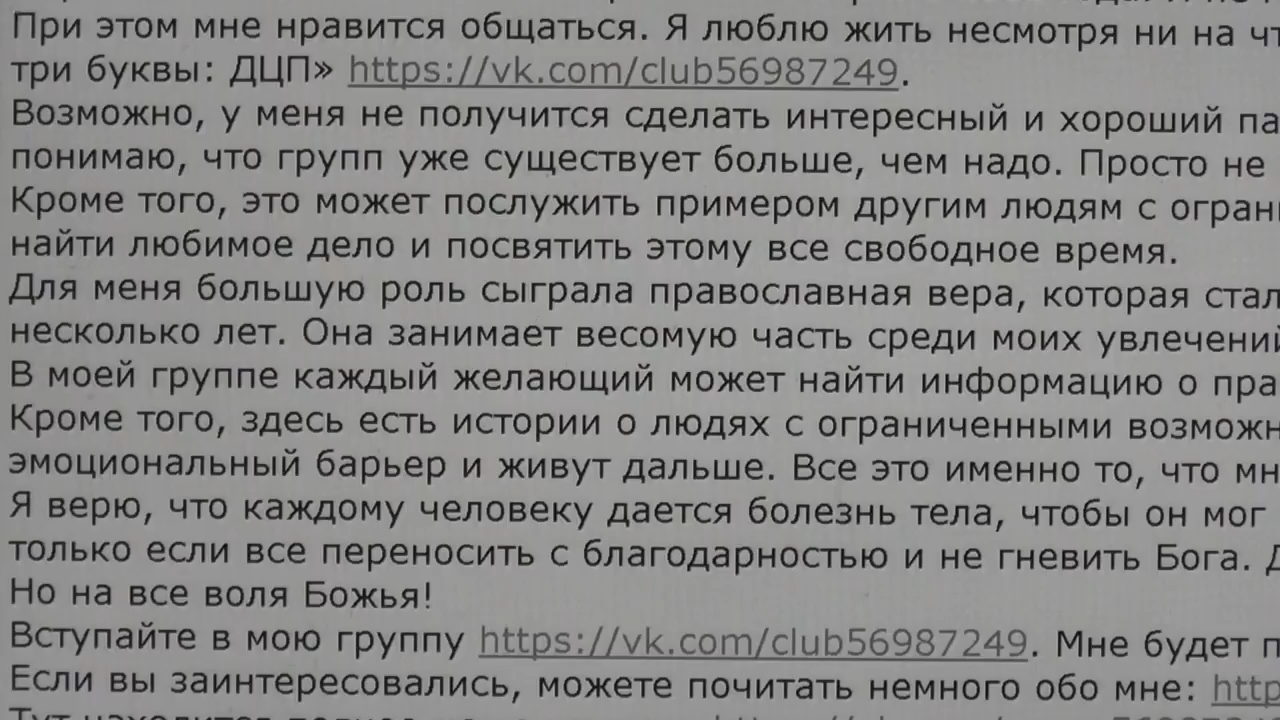 При этом мне нравится общаться. Я люблю жить несмотря ни на
три буквы: ДЦП» https://vk.com/club56987249.
Возможно, у меня не получится сделать интересный и хороший
понимаю, что групп уже существует больше, чем надо. Просто не
Кроме того, это может послужить примером другим людям с
найти любимое дело и посвятить этому все свободное время.
Для меня большую роль сыграла православная вера, которая
несколько лет. Она занимает весомую часть среди моих
В моей группе каждый желающий может найти информацию о
Кроме того, здесь есть истории о людях с ограниченными
эмоциональный барьер и живут дальше. Все это именно то, что
Я верю, что каждому человеку дается болезнь тела, чтобы он мог
только если все переносить с благодарностью и не гневить Бога.
Но на все воля Божья!
Вступайте в мою группу https://vk.com/club56987249. Мне будет
Если вы заинтересовались, можете почитать немного обо мне: